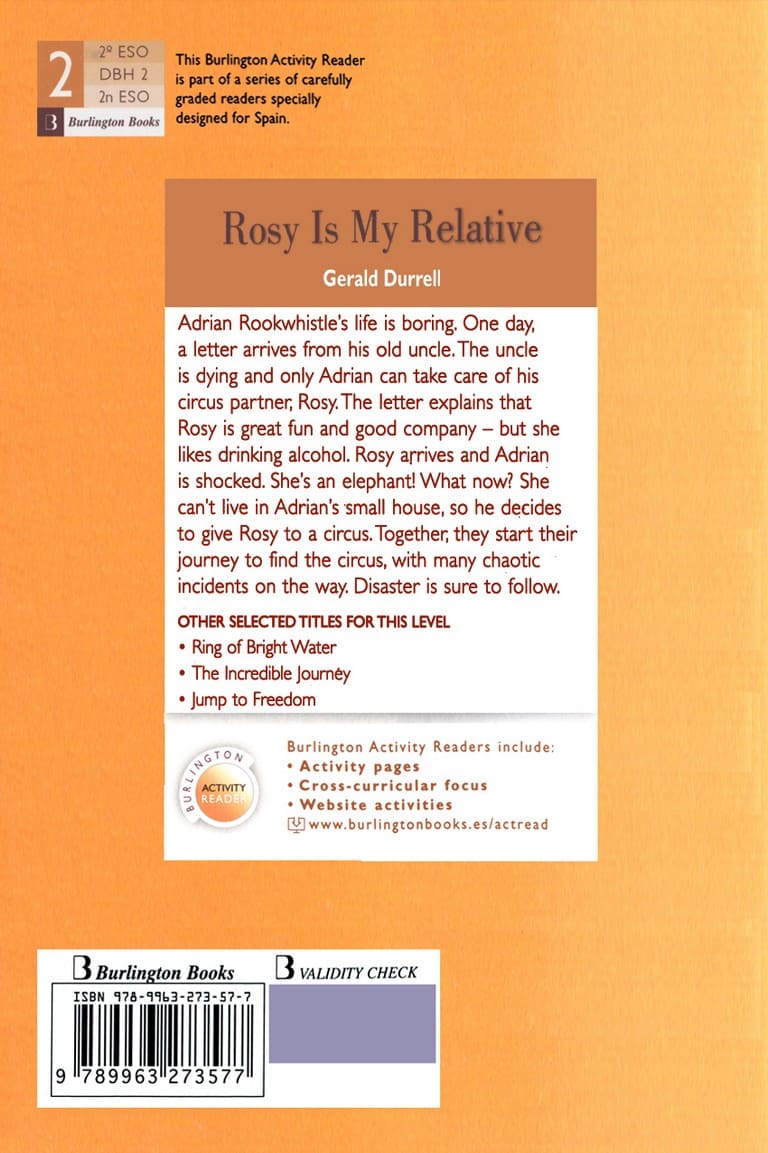 2
2º ESO
DBH 2
2n ESO
B Burlington Books
This Burlington Activity Reader
is part of a series of carefully
graded readers specially
designed for Spain.
Rosy Is My Relative
Gerald Durrell
Adrian Rookwhistle's life is boring. One day,
a letter arrives from his old uncle. The uncle
is dying and only Adrian can take care of his
circus partner, Rosy. The letter explains that
Rosy is great fun and good company – but she
likes drinking alcohol. Rosy arrives and Adrian
is shocked. She's an elephant! What now? She
can't live in Adrian's small house, so he decides
to give Rosy to a circus. Together, they start their
journey to find the circus, with many chaotic
incidents on the way. Disaster is sure to follow.
OTHER SELECTED TITLES FOR THIS LEVEL
• Ring of Bright Water
• The Incredible Journey
• Jump to Freedom
BURLINGTON
ACTIVITY
READER
Burlington Activity Readers include:
• Activity pages
• Cross-curricular focus
• Website activities
www.burlingtonbooks.es/actread
B Burlington Books
B VALIDITY CHECK
ISBN 978-9963-273-57-7
9 789963 273577